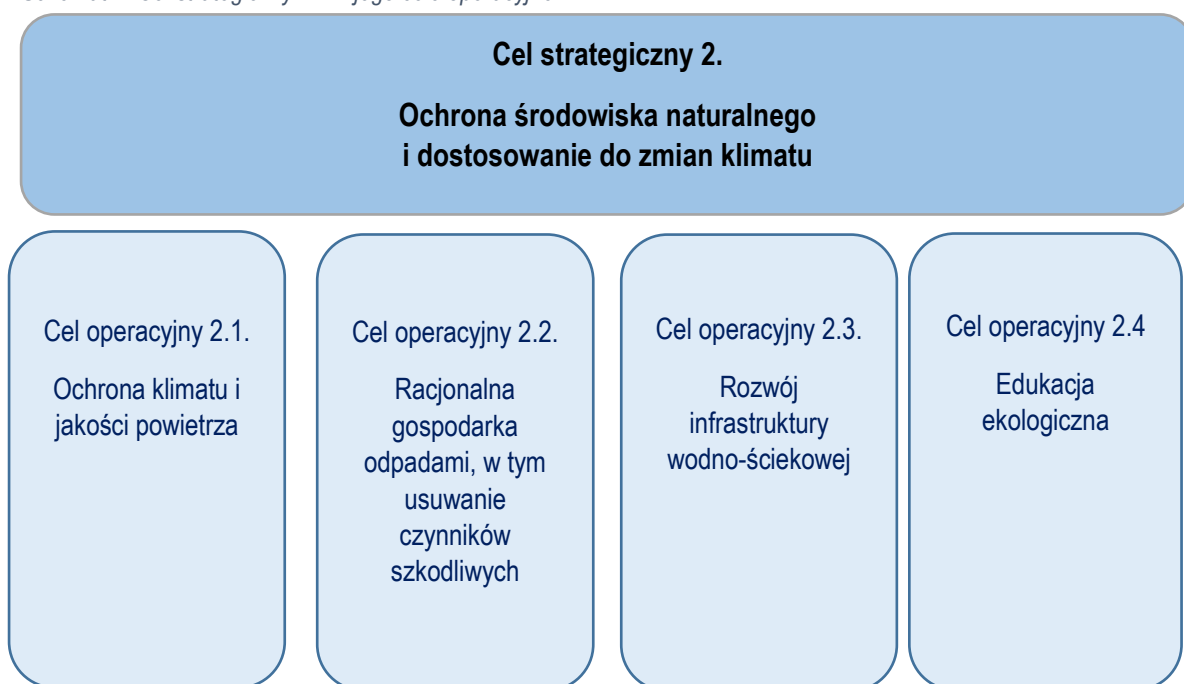 Cel strategiczny 2.
Ochrona środowiska naturalnego
i dostosowanie do zmian klimatu
Cel operacyjny 2.1.
Ochrona klimatu i
jakości powietrza
Cel operacyjny 2.2.
Racjonalna
gospodarka
odpadami, w tym
usuwanie
czynników
szkodliwych
Cel operacyjny 2.3.
Rozwój
infrastruktury
wodno-ściekowej
Cel operacyjny 2.4
Edukacja
ekologiczna